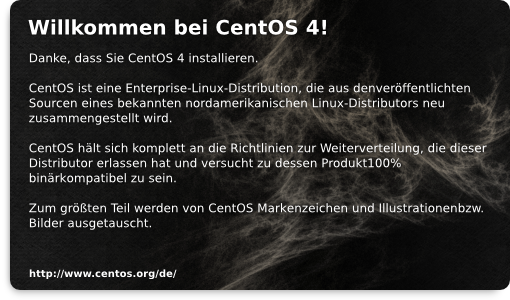 Willkommen bei CentOS 4!
Danke, dass Sie CentOS 4 installieren.
CentOS ist eine Enterprise-Linux-Distribution, die aus denveröffentlichten
Sourcen eines bekannten nordamerikanischen Linux-Distributors neu
zusammengestellt wird.
CentOS hält sich komplett an die Richtlinien zur Weiterverteilung, die dieser
Distributor erlassen hat und versucht zu dessen Produkt100%
binärkompatibel zu sein.
Zum größten Teil werden von CentOS Markenzeichen und Illustrationenbzw.
Bilder ausgetauscht.
http://www.centos.org/de/